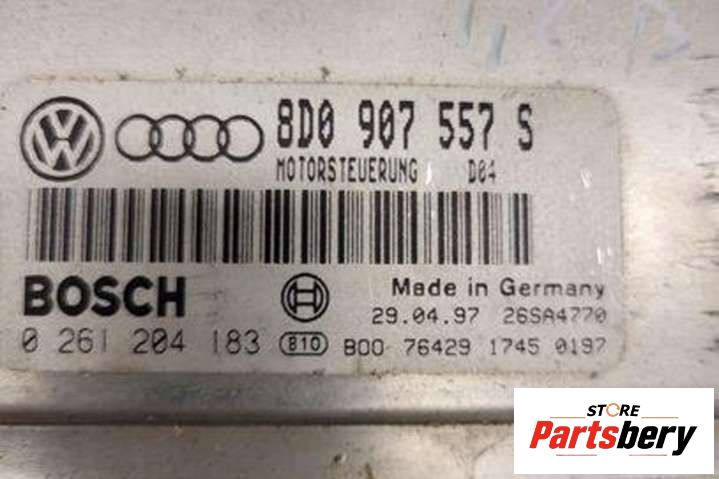 8D0 907 557 S
MOTORSTEUERUNG D04
BOSCH
Made in Germany
29.04.97 26SA4770
0 261 204 183 810 B00 76429 1745 0197
STORE
Partsbery